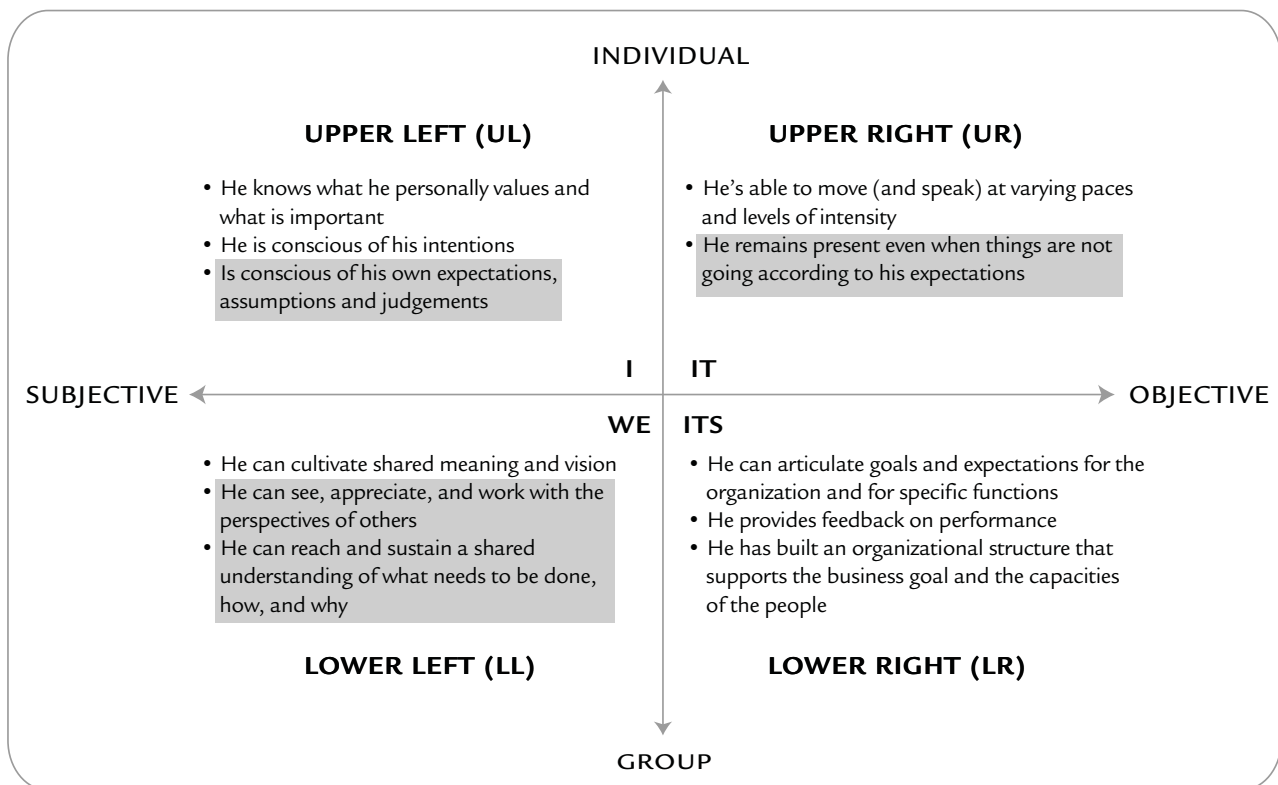 INDIVIDUAL
UPPER LEFT (UL)
• He knows what he personally values and
what is important
• He is conscious of his intentions
• Is conscious of his own expectations,
assumptions and judgements
UPPER RIGHT (UR)
• He’s able to move (and speak) at varying paces
and levels of intensity
• He remains present even when things are not
going according to his expectations
I
IT
SUBJECTIVE
OBJECTIVE
WE
ITS
• He can cultivate shared meaning and vision
• He can see, appreciate, and work with the
perspectives of others
• He can reach and sustain a shared
understanding of what needs to be done,
how, and why
LOWER LEFT (LL)
• He can articulate goals and expectations for the
organization and for specific functions
• He provides feedback on performance
• He has built an organizational structure that
supports the business goal and the capacities
of the people
LOWER RIGHT (LR)
GROUP